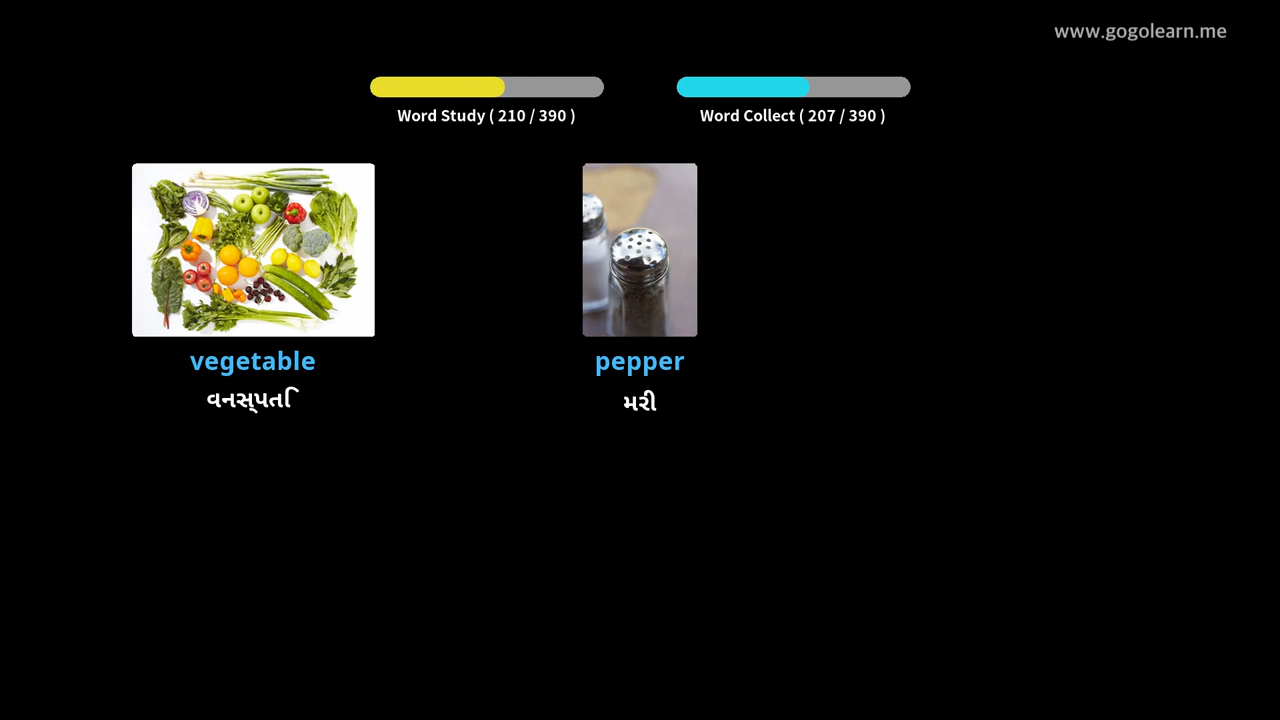 www.gogolearn.me
Word Study ( 210 / 390 )
Word Collect ( 207 / 390 )
vegetable
વનસ્પતિ
pepper
મરી